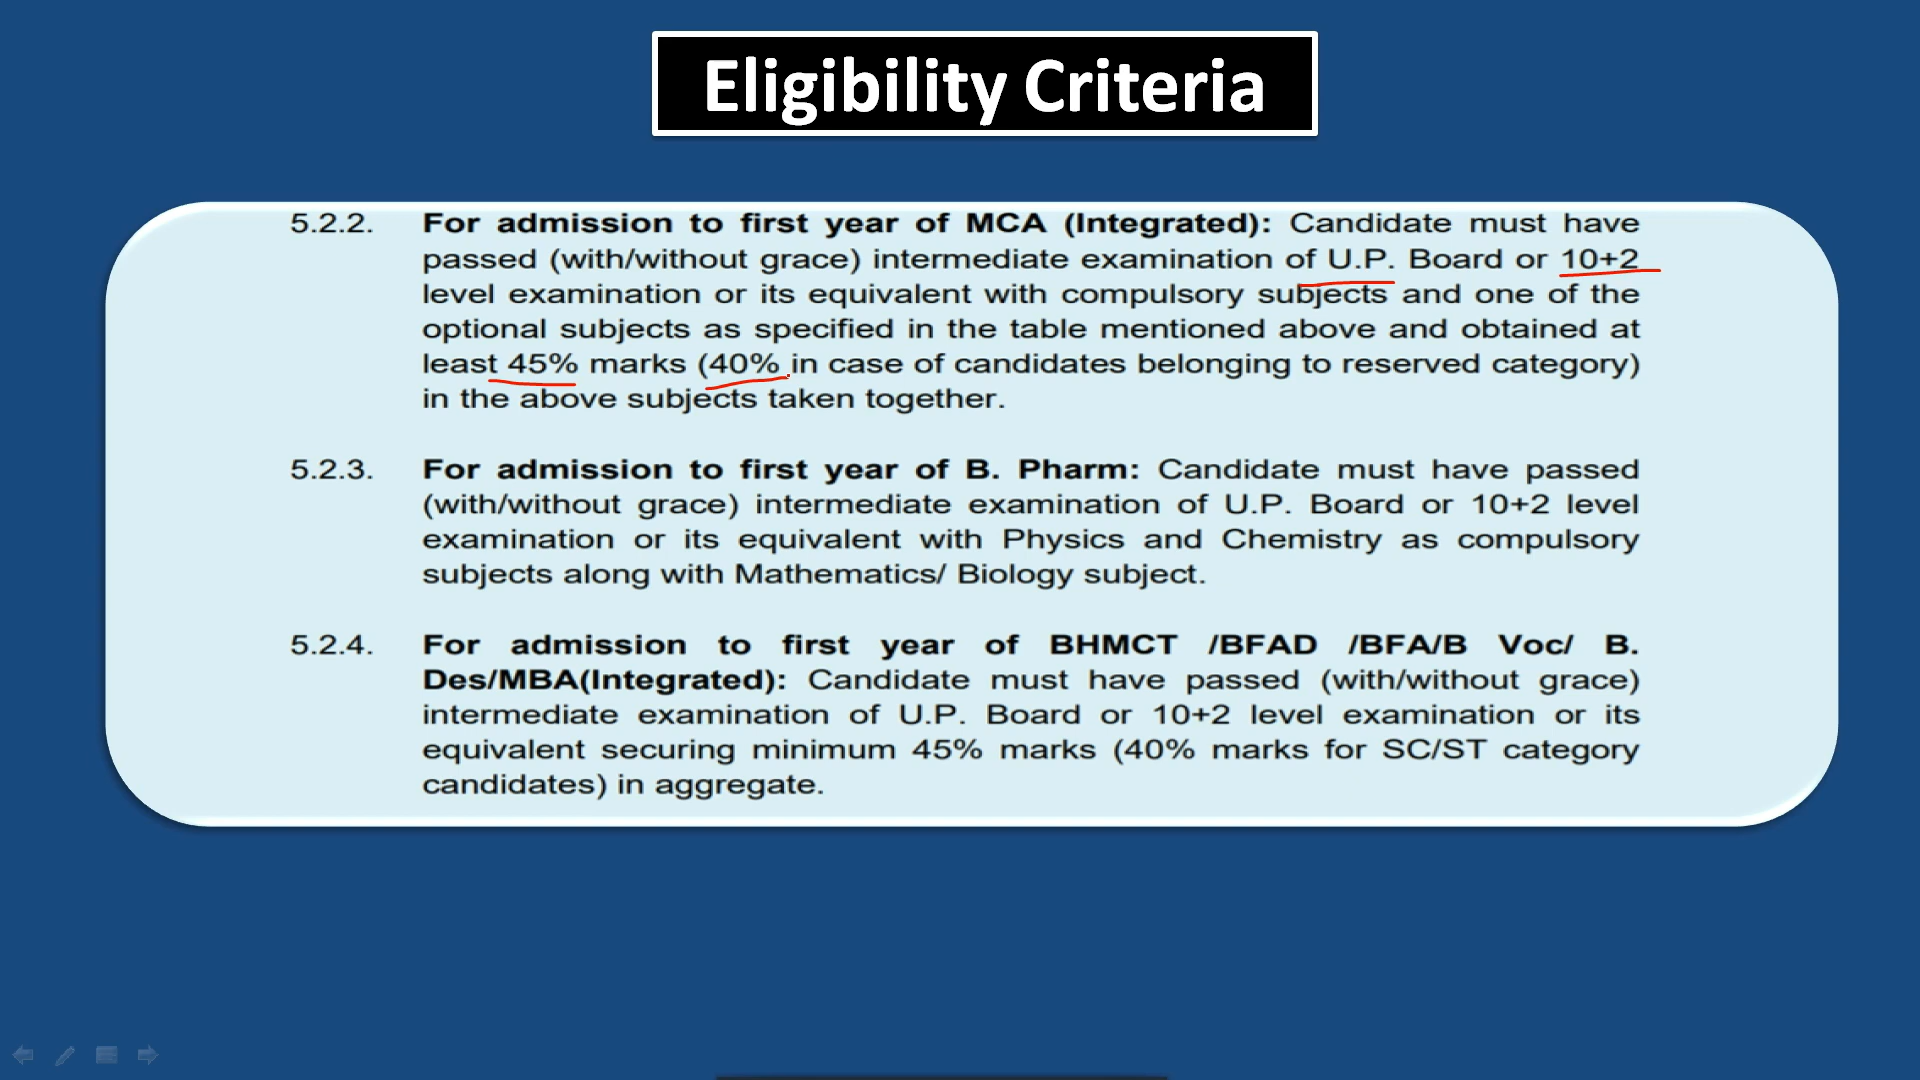 Eligibility Criteria
5.2.2. For admission to first year of MCA (Integrated): Candidate must have
passed (with/without grace) intermediate examination of U.P. Board or 10+2
level examination or its equivalent with compulsory subjects and one of the
optional subjects as specified in the table mentioned above and obtained at
least 45% marks (40% in case of candidates belonging to reserved category)
in the above subjects taken together.
5.2.3. For admission to first year of B. Pharm: Candidate must have passed
(with/without grace) intermediate examination of U.P. Board or 10+2 level
examination or its equivalent with Physics and Chemistry as compulsory
subjects along with Mathematics/ Biology subject.
5.2.4. For admission to first year of BHMCT /BFAD /BFA/B Voc/ B.
Des/MBA(Integrated): Candidate must have passed (with/without grace)
intermediate examination of U.P. Board or 10+2 level examination or its
equivalent securing minimum 45% marks (40% marks for SC/ST category
candidates) in aggregate.